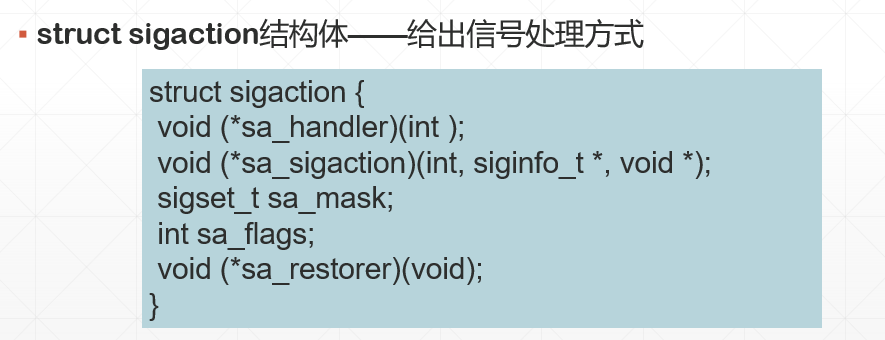 ▪ struct sigaction结构体——给出信号处理方式
struct sigaction {
void (*sa_handler)(int );
void (*sa_sigaction)(int, siginfo_t *, void *);
sigset_t sa_mask;
int sa_flags;
void (*sa_restorer)(void);
}